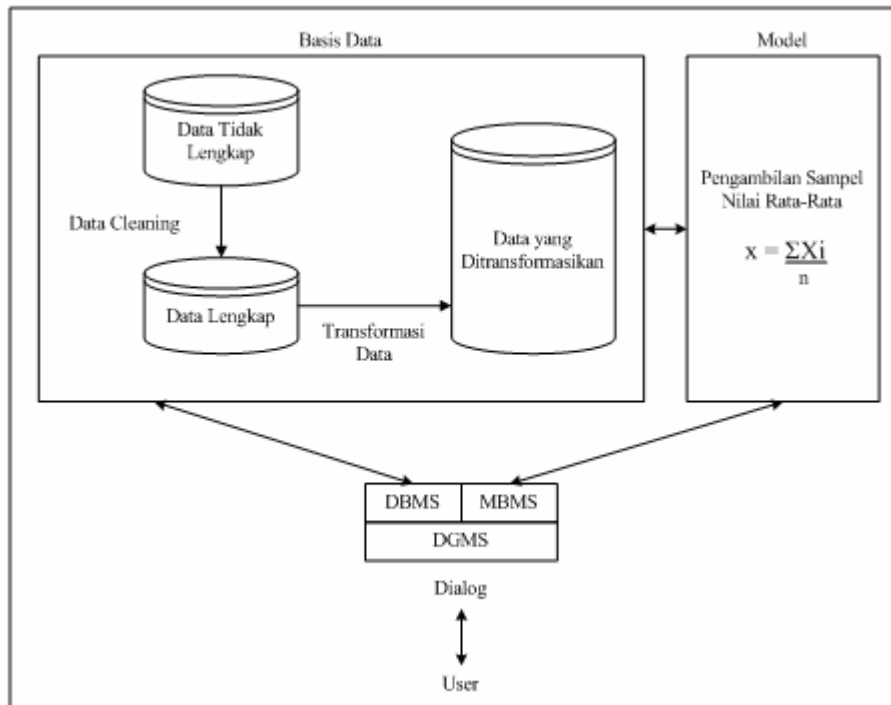 Basis Data
Model
Data Tidak
Lengkap
Data Cleaning
Data Lengkap
Transformasi
Data
Data yang
Ditransformasikan
Pengambilan Sampel
Nilai Rata-Rata
x = ΣXi
n
DBMS
MBMS
DGMS
Dialog
User